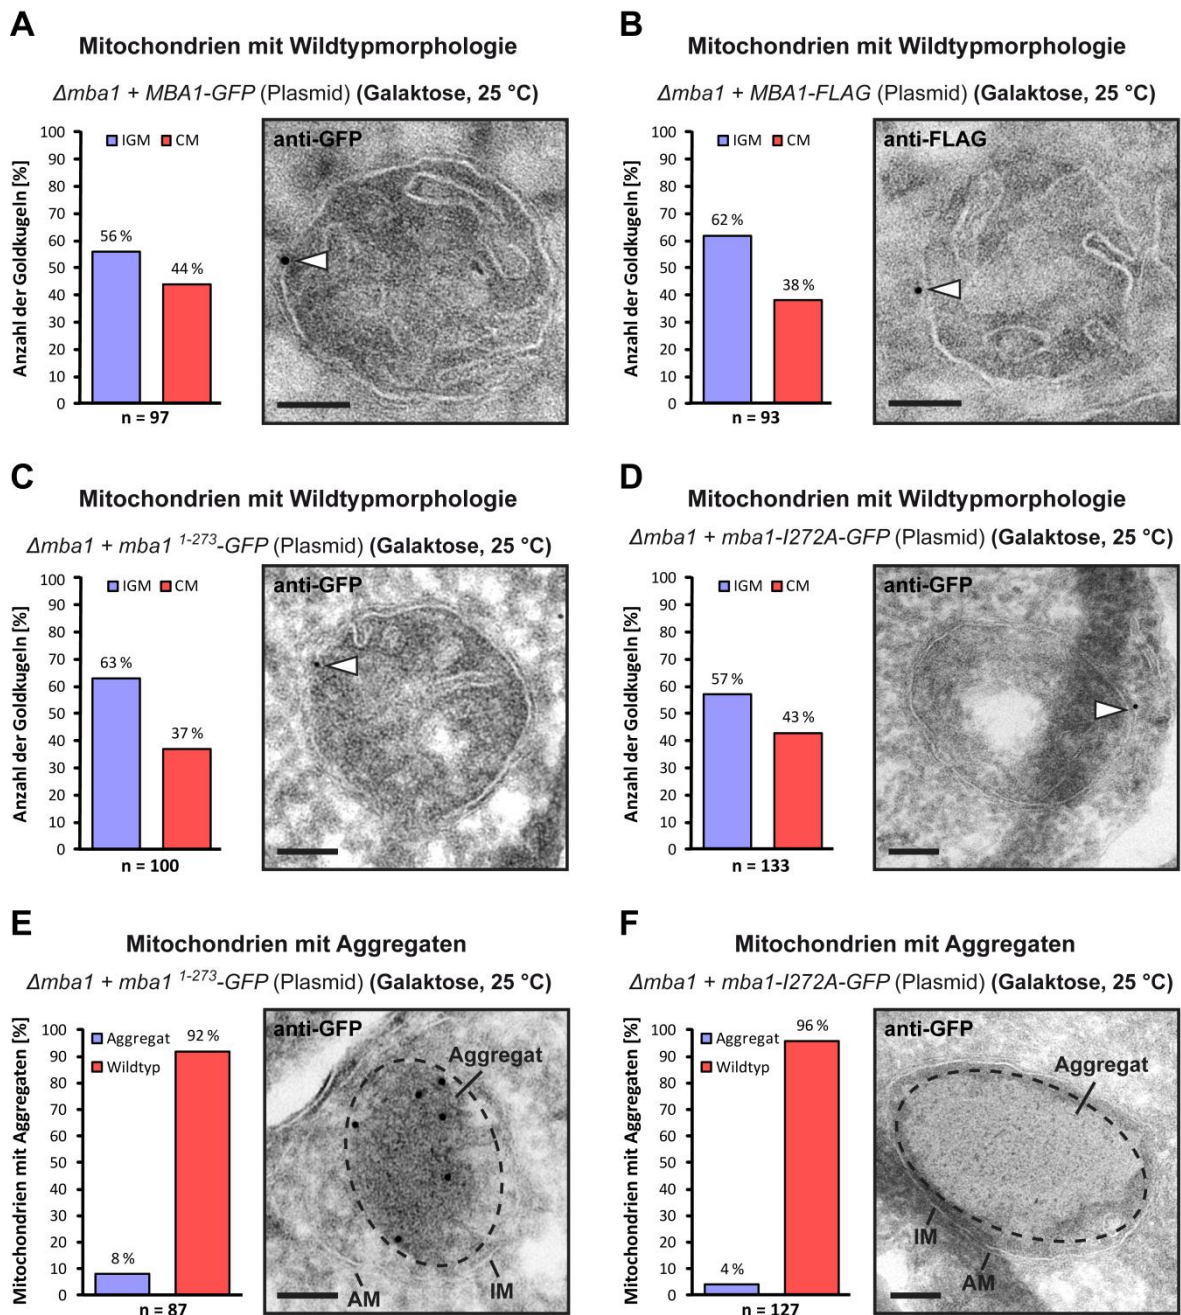 A
Mitochondrien mit Wildtypmorphologie
Δmba1 + MBA1-GFP (Plasmid) (Galaktose, 25 °C)
Anzahl der Goldkugeln [%]
100
90
80
70
60
50
40
30
20
10
0
IGM CM
56 %
44 %
n = 97
anti-GFP
B
Mitochondrien mit Wildtypmorphologie
Δmba1 + MBA1-FLAG (Plasmid) (Galaktose, 25 °C)
Anzahl der Goldkugeln [%]
100
90
80
70
60
50
40
30
20
10
0
IGM CM
62 %
38 %
n = 93
anti-FLAG
C
Mitochondrien mit Wildtypmorphologie
Δmba1 + mba1 1-273-GFP (Plasmid) (Galaktose, 25 °C)
Anzahl der Goldkugeln [%]
100
90
80
70
60
50
40
30
20
10
0
IGM CM
63 %
37 %
n = 100
anti-GFP
D
Mitochondrien mit Wildtypmorphologie
Δmba1 + mba1-I272A-GFP (Plasmid) (Galaktose, 25 °C)
Anzahl der Goldkugeln [%]
100
90
80
70
60
50
40
30
20
10
0
IGM CM
57 %
43 %
n = 133
anti-GFP
E
Mitochondrien mit Aggregaten
Δmba1 + mba1 1-273-GFP (Plasmid) (Galaktose, 25 °C)
Mitochondrien mit Aggregaten [%]
100
90
80
70
60
50
40
30
20
10
0
Aggregat
Wildtyp
92 %
8 %
n = 87
anti-GFP
Aggregat
AM
IM
F
Mitochondrien mit Aggregaten
Δmba1 + mba1-I272A-GFP (Plasmid) (Galaktose, 25 °C)
Mitochondrien mit Aggregaten [%]
100
90
80
70
60
50
40
30
20
10
0
Aggregat
Wildtyp
96 %
4 %
n = 127
anti-GFP
Aggregat
IM
AM